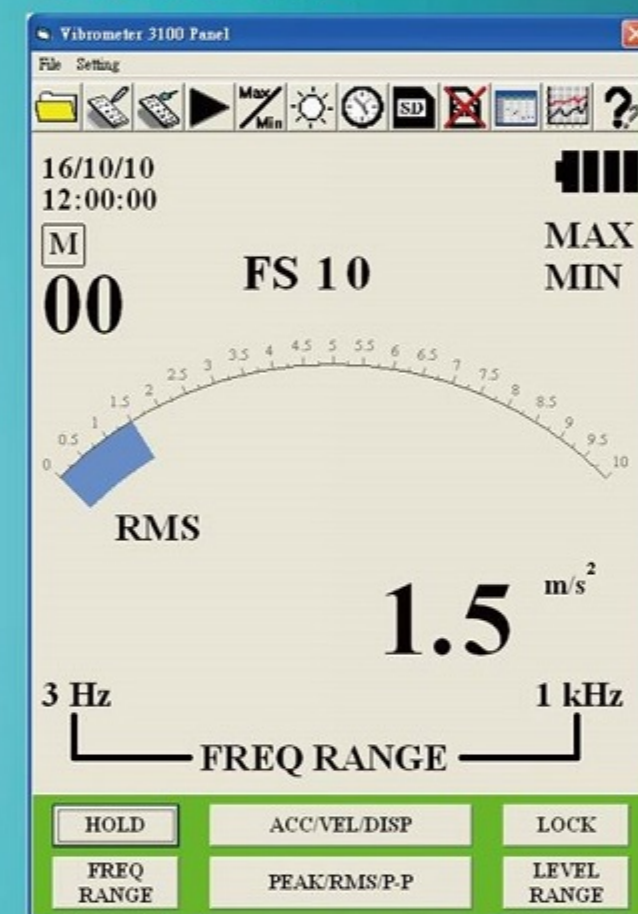 Vibrometer 3100 Panel
File Setting
Max/Min SD ?
16/10/10
12:00:00
M
00
FS 10
MAX
MIN
0 0.5 1 1.5 2 2.5 3 3.5 4 4.5 5 5.5 6 6.5 7 7.5 8 8.5 9 9.5 10
RMS
1.5 m/s²
3 Hz 1 kHz
FREQ RANGE
HOLD ACC/VEL/DISP LOCK
FREQ RANGE PEAK/RMS/P-P LEVEL RANGE